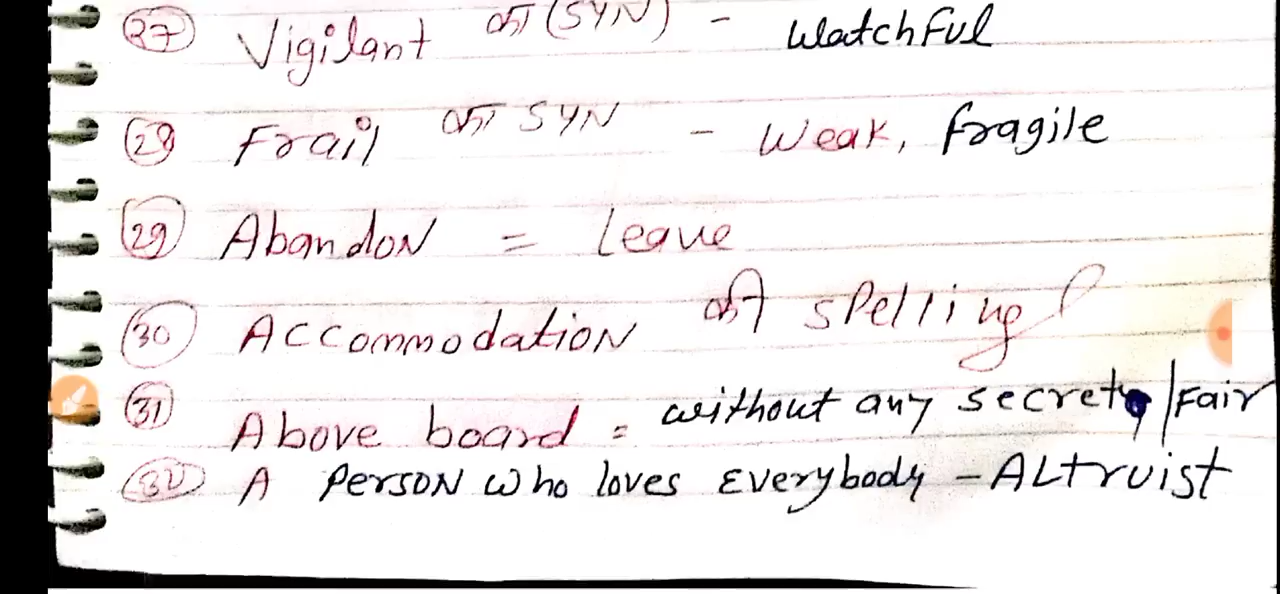 (27) Vigilant का (SYN) - Watchful
(28) Frail का SYN - Weak, fragile
(29) Abandon = Leave
(30) Accommodation की spelling
(31) Above board = without any secret /Fair
(32) A Person who loves Everybody - ALtruist